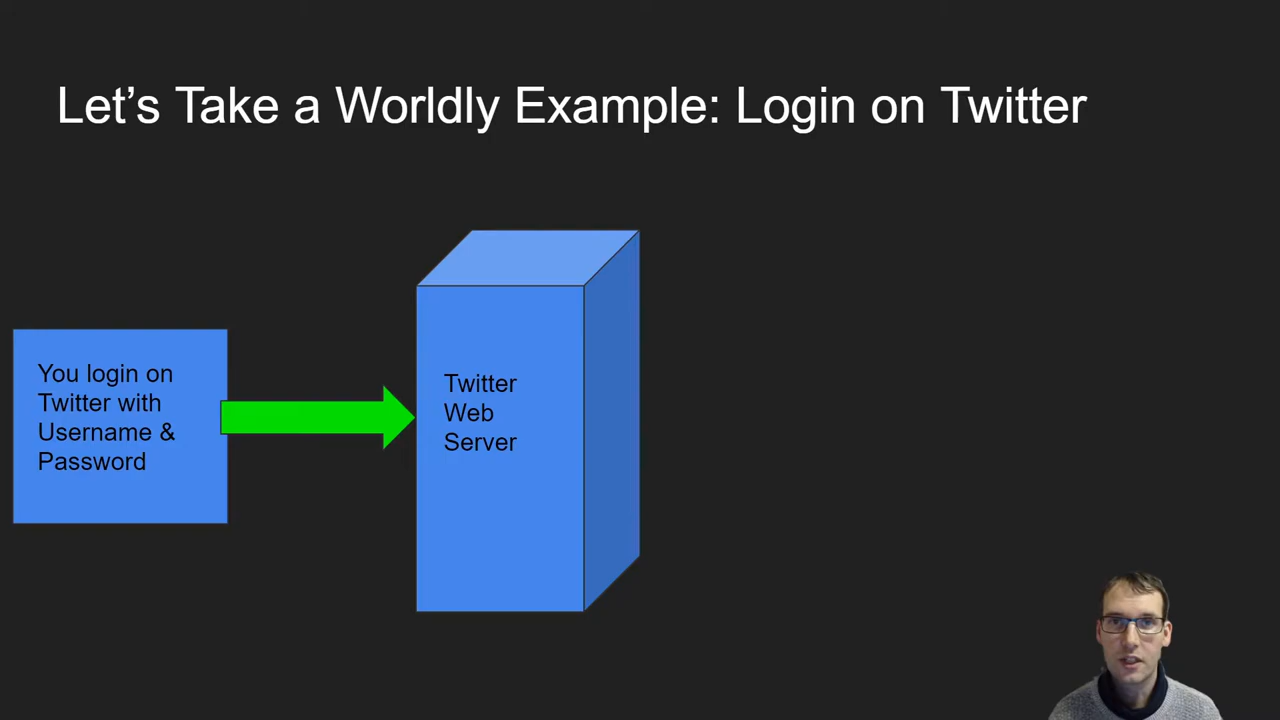 Let’s Take a Worldly Example: Login on Twitter
You login on
Twitter with
Username &
Password
Twitter
Web
Server